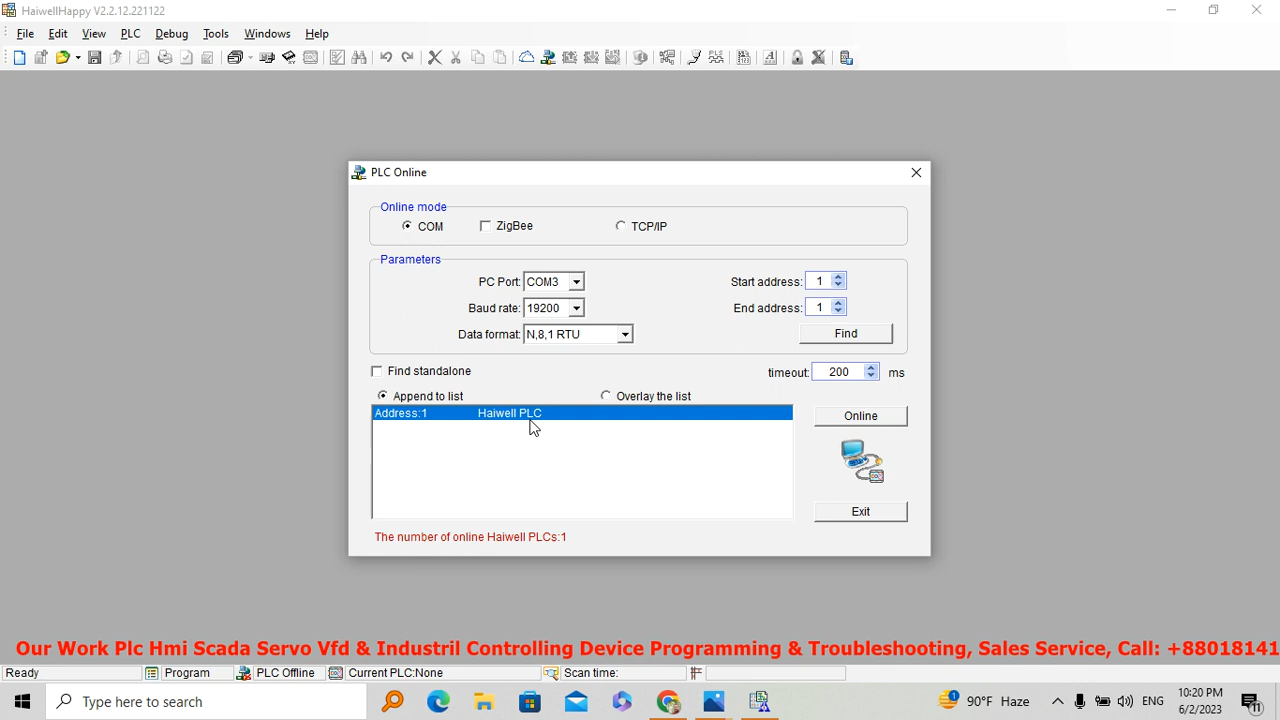 HaiwellHappy V2.2.12.221122
File Edit View PLC Debug Tools Windows Help
PLC Online
Online mode
COM ZigBee TCP/IP
Parameters
PC Port: COM3 Start address: 1
Baud rate: 19200 End address: 1
Data format: N,8,1 RTU Find
Find standalone timeout: 200 ms
Append to list Overlay the list
Address:1 Haiwell PLC Online
Exit
The number of online Haiwell PLCs:1
Our Work Plc Hmi Scada Servo Vfd & Industril Controlling Device Programming & Troubleshooting, Sales Service, Call: +88018141
Ready Program PLC Offline Current PLC:None Scan time:
Type here to search 1 90°F Haze ENG 10:20 PM
6/2/2023 11